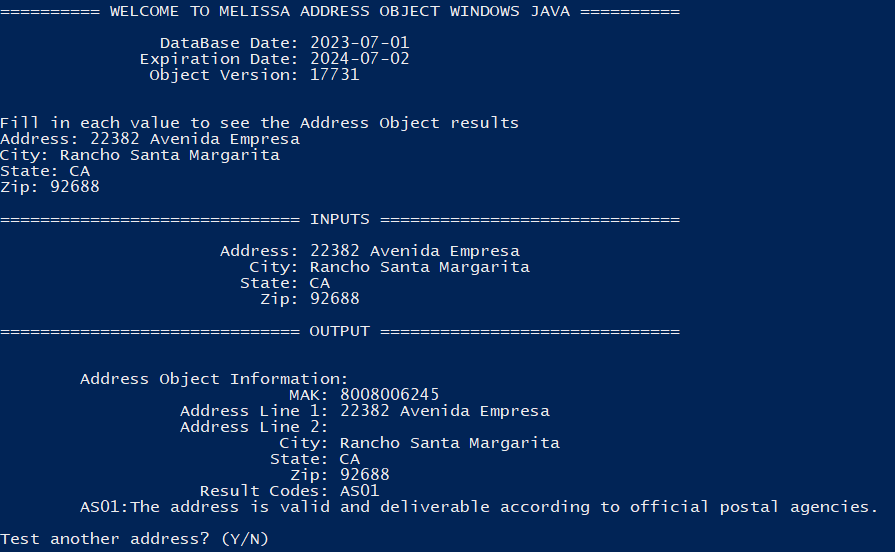 ========== WELCOME TO MELISSA ADDRESS OBJECT WINDOWS JAVA ==========
DataBase Date: 2023-07-01
Expiration Date: 2024-07-02
Object Version: 17731
Fill in each value to see the Address Object results
Address: 22382 Avenida Empresa
City: Rancho Santa Margarita
State: CA
Zip: 92688
============================== INPUTS ==============================
Address: 22382 Avenida Empresa
City: Rancho Santa Margarita
State: CA
Zip: 92688
============================== OUTPUT ==============================
Address Object Information:
MAK: 8008006245
Address Line 1: 22382 Avenida Empresa
Address Line 2:
City: Rancho Santa Margarita
State: CA
Zip: 92688
Result Codes: AS01
AS01:The address is valid and deliverable according to official postal agencies.
Test another address? (Y/N)